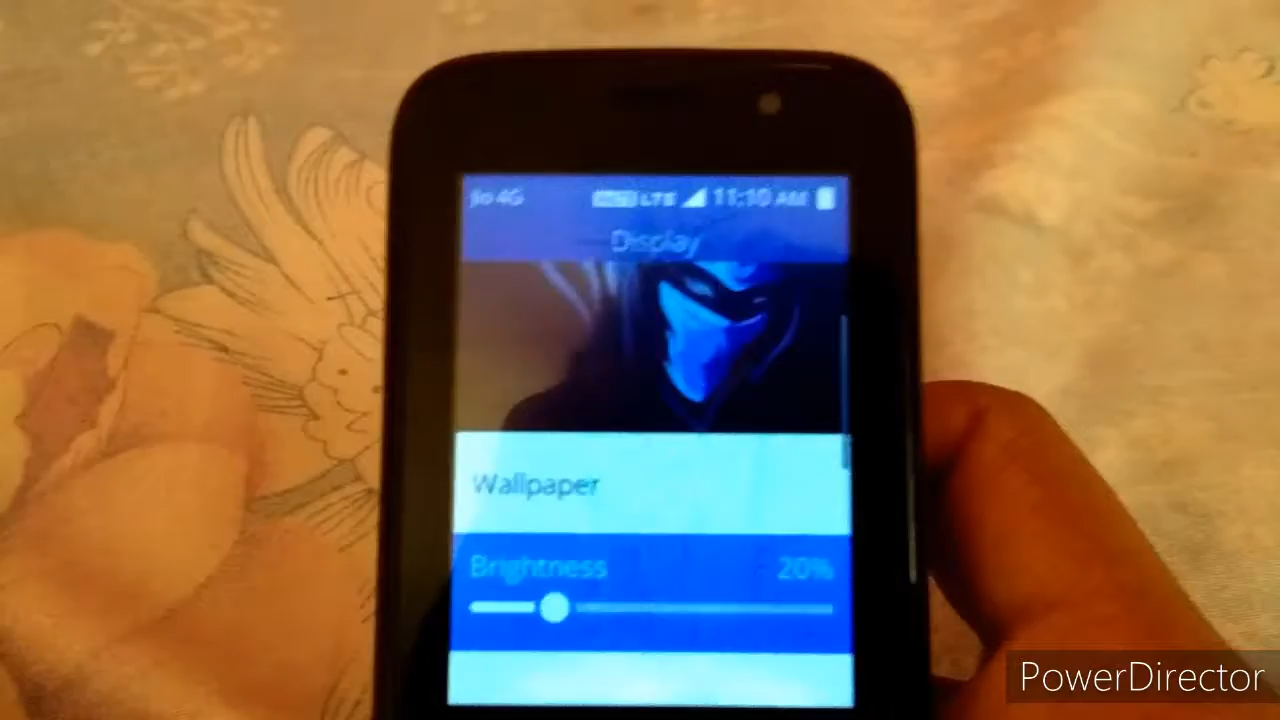 Jio 4G LTE 11:10 AM
Display
Wallpaper
Brightness 20%
PowerDirector